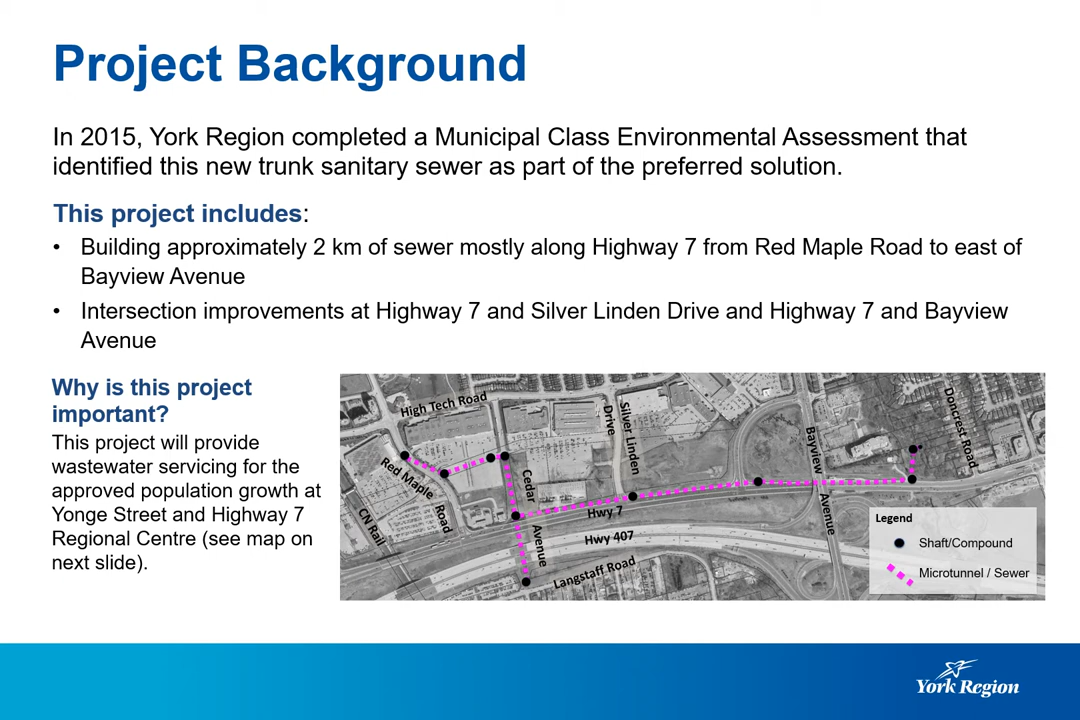 Project Background
In 2015, York Region completed a Municipal Class Environmental Assessment that
identified this new trunk sanitary sewer as part of the preferred solution.
This project includes:
• Building approximately 2 km of sewer mostly along Highway 7 from Red Maple Road to east of
Bayview Avenue
• Intersection improvements at Highway 7 and Silver Linden Drive and Highway 7 and Bayview
Avenue
Why is this project
important?
This project will provide
wastewater servicing for the
approved population growth at
Yonge Street and Highway 7
Regional Centre (see map on
next slide).
High Tech Road
Red Maple
Road
CN Rail
Cedar
Avenue
Silver Linden
Drive
Hwy 7
Hwy 407
Langstaff Road
Bayview
Avenue
Doncrest Road
Legend
Shaft/Compound
Microtunnel / Sewer
York Region